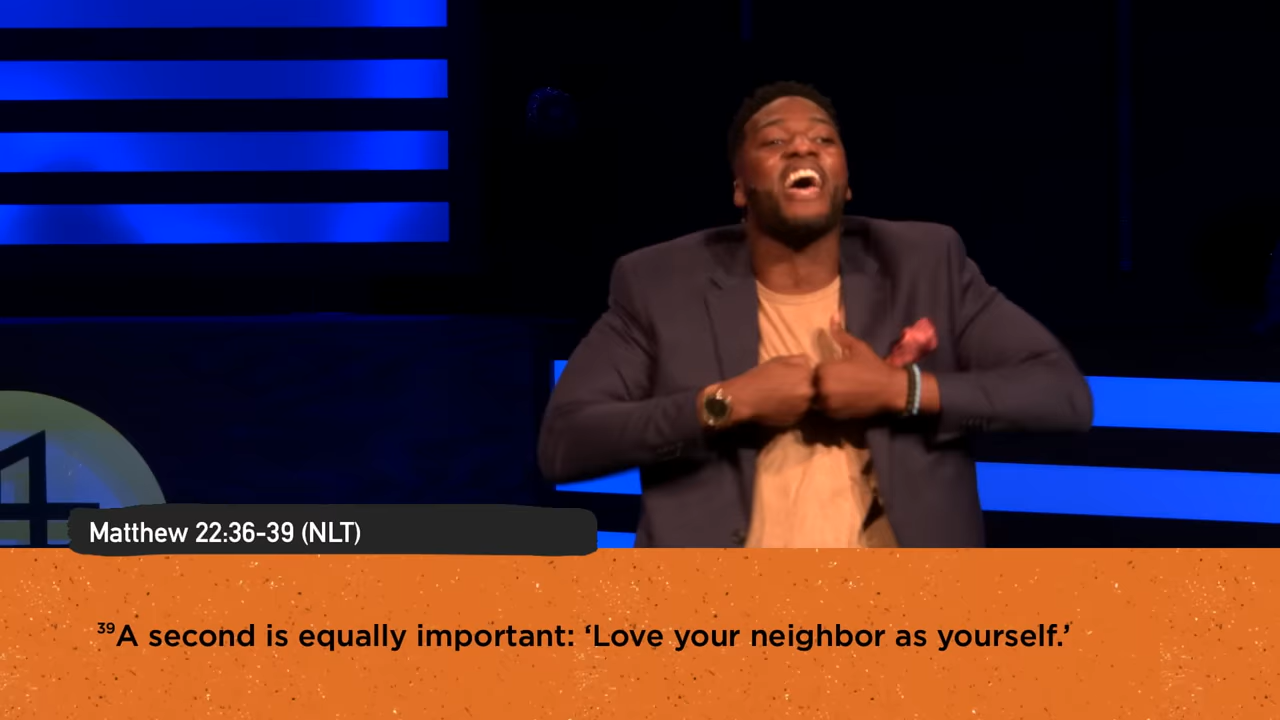 Matthew 22:36-39 (NLT)
³⁹A second is equally important: ‘Love your neighbor as yourself.’